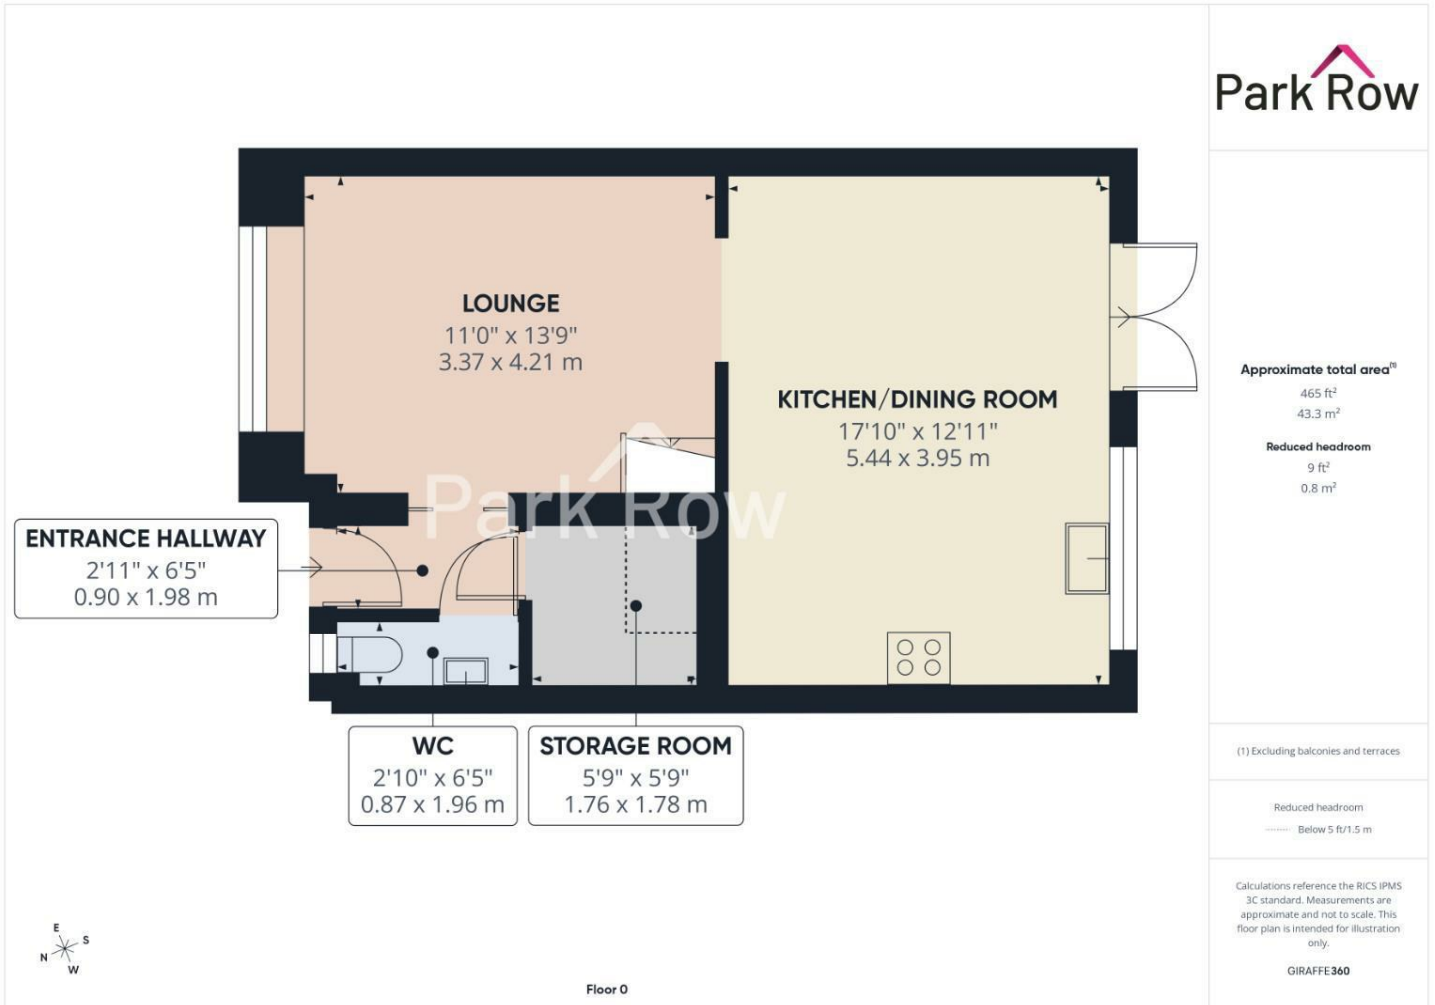 Park Row
LOUNGE
11'0" x 13'9"
3.37 x 4.21 m
KITCHEN/DINING ROOM
17'10" x 12'11"
5.44 x 3.95 m
Park Row
ENTRANCE HALLWAY
2'11" x 6'5"
0.90 x 1.98 m
WC
2'10" x 6'5"
0.87 x 1.96 m
STORAGE ROOM
5'9" x 5'9"
1.76 x 1.78 m
Approximate total area(1)
465 ft²
43.3 m²
Reduced headroom
9 ft²
0.8 m²
(1) Excluding balconies and terraces
Reduced headroom
Below 5 ft/1.5 m
Calculations reference the RICS IPMS
3C standard. Measurements are
approximate and not to scale. This
floor plan is intended for illustration
only.
GIRAFFE360
E
S
N
W
Floor 0